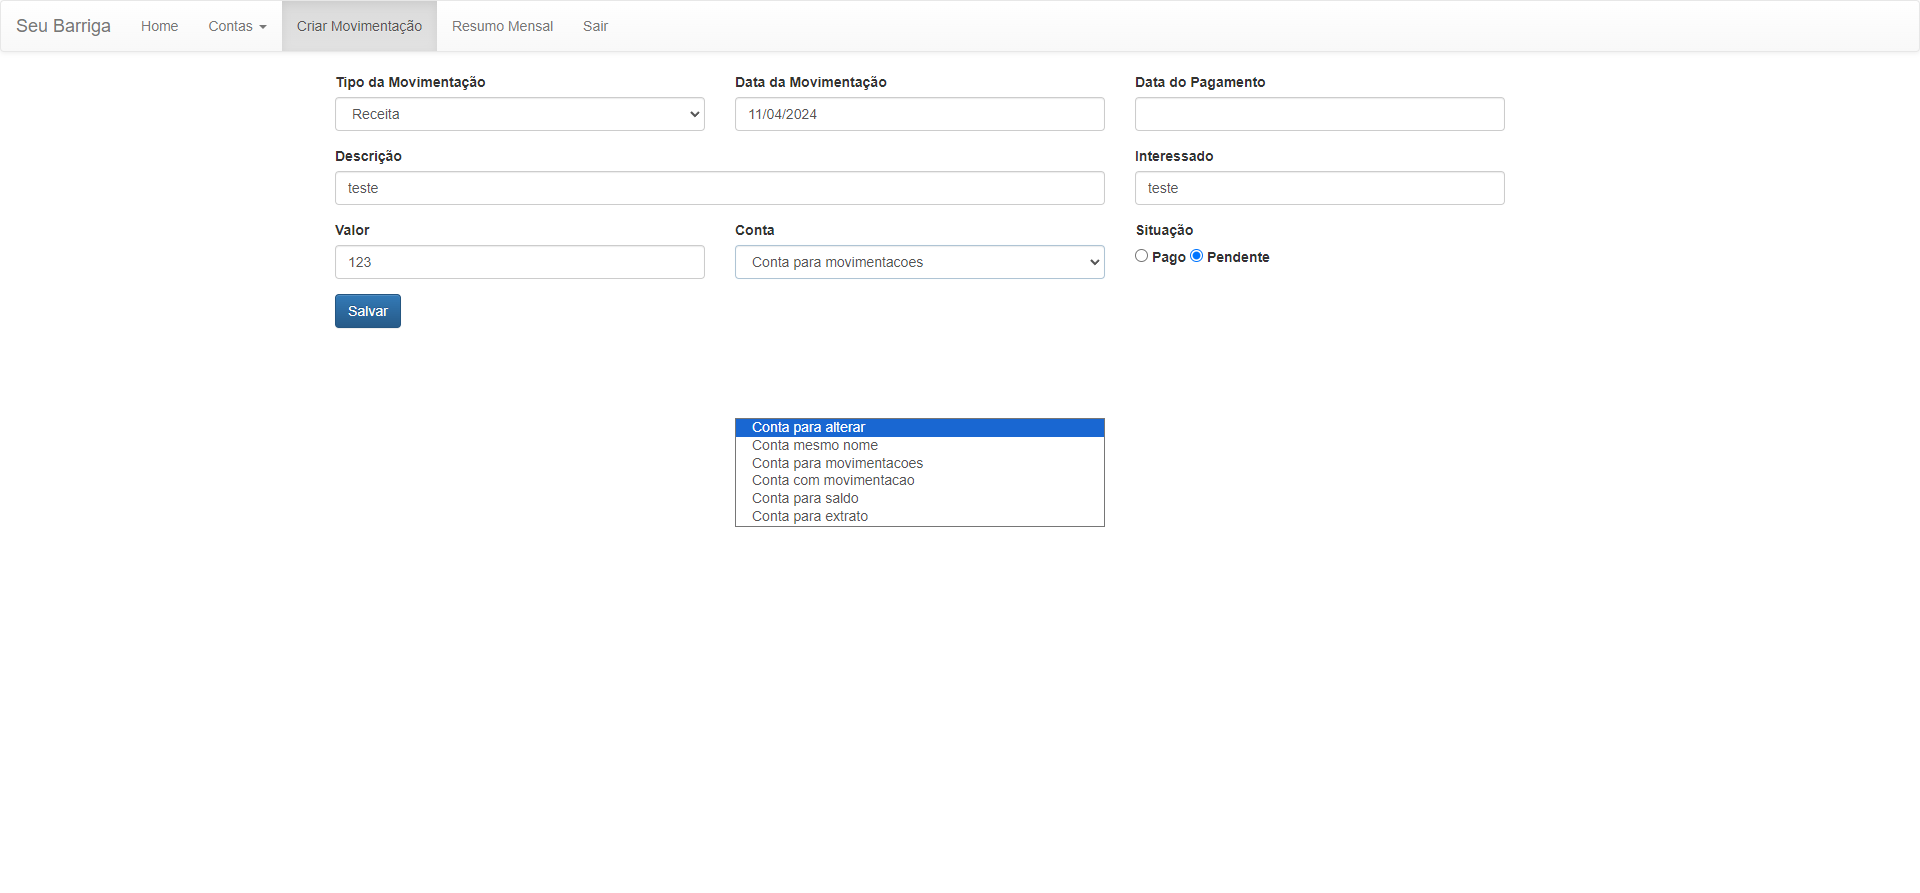 Seu Barriga Home Contas Criar Movimentação Resumo Mensal Sair
Tipo da Movimentação Data da Movimentação Data do Pagamento
Receita 11/04/2024
Descrição Interessado
teste teste
Valor Conta Situação
123 Conta para movimentacoes Pago Pendente
Salvar
Conta para alterar
Conta mesmo nome
Conta para movimentacoes
Conta com movimentacao
Conta para saldo
Conta para extrato